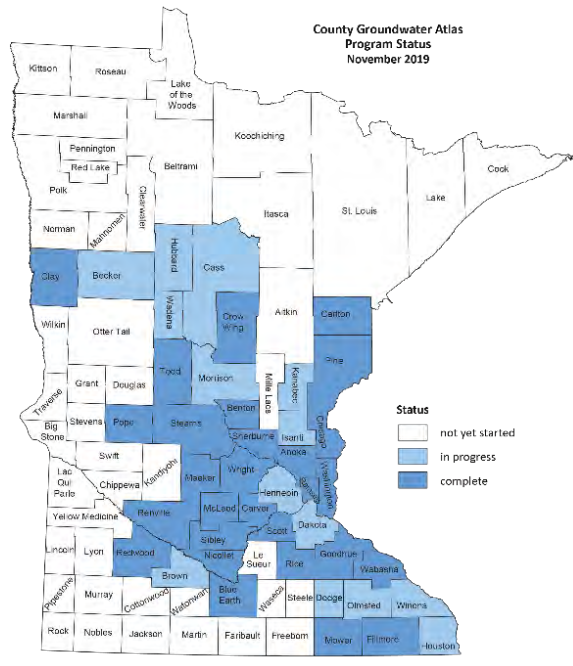 County Groundwater Atlas
Program Status
November 2019
Kittson
Roseau
Lake
of the
Woods
Marshall
Koochiching
Pennington
Red Lake
Beltrami
Cook
Polk
Clearwater
Itasca
St. Louis
Lake
Norman
Mahnomen
Hubbard
Cass
Clay
Becker
Wadena
Crow
Wing
Aitkin
Carlton
Wilkin
Otter Tail
Pine
Todd
Morrison
Mille Lacs
Kanabec
Grant
Douglas
Traverse
Big
Stone
Stevens
Pope
Stearns
Benton
Sherburne
Isanti
Chisago
Status
not yet started
in progress
complete
Swift
Kandiyohi
Meeker
Wright
Anoka
Washington
Ramsey
Lac
Qui
Parle
Chippewa
Hennepin
Yellow Medicine
Renville
McLeod
Carver
Scott
Dakota
Lincoln
Lyon
Redwood
Sibley
Nicollet
Le
Sueur
Rice
Goodhue
Wabasha
Brown
Pipestone
Murray
Cottonwood
Watonwan
Blue
Earth
Waseca
Steele
Dodge
Olmsted
Winona
Rock
Nobles
Jackson
Martin
Faribault
Freeborn
Mower
Fillmore
Houston